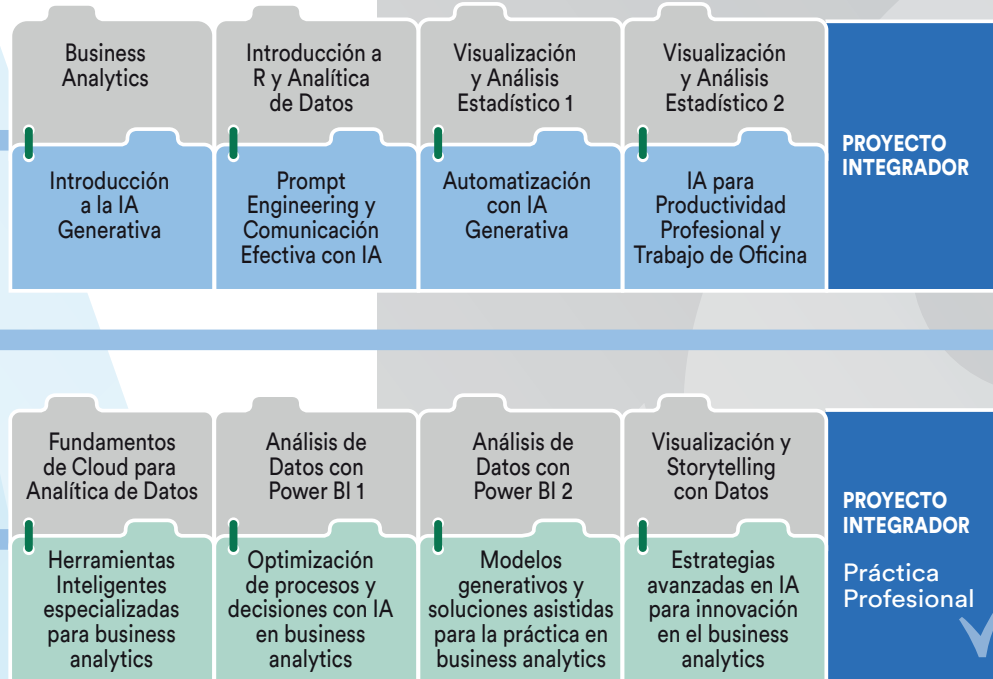 Business
Analytics
Introducción a
R y Analítica
de Datos
Visualización
y Análisis
Estadístico 1
Visualización
y Análisis
Estadístico 2
PROYECTO
INTEGRADOR
Introducción
a la IA
Generativa
Prompt
Engineering y
Comunicación
Efectiva con IA
Automatización
con IA
Generativa
IA para
Productividad
Profesional y
Trabajo de Oficina
Fundamentos
de Cloud para
Analítica de Datos
Análisis de
Datos con
Power BI 1
Análisis de
Datos con
Power BI 2
Visualización y
Storytelling
con Datos
PROYECTO
INTEGRADOR
Práctica
Profesional
Herramientas
Inteligentes
especializadas
para business
analytics
Optimización
de procesos y
decisiones con IA
en business
analytics
Modelos
generativos y
soluciones asistidas
para la práctica en
business analytics
Estrategias
avanzadas en IA
para innovación
en el business
analytics